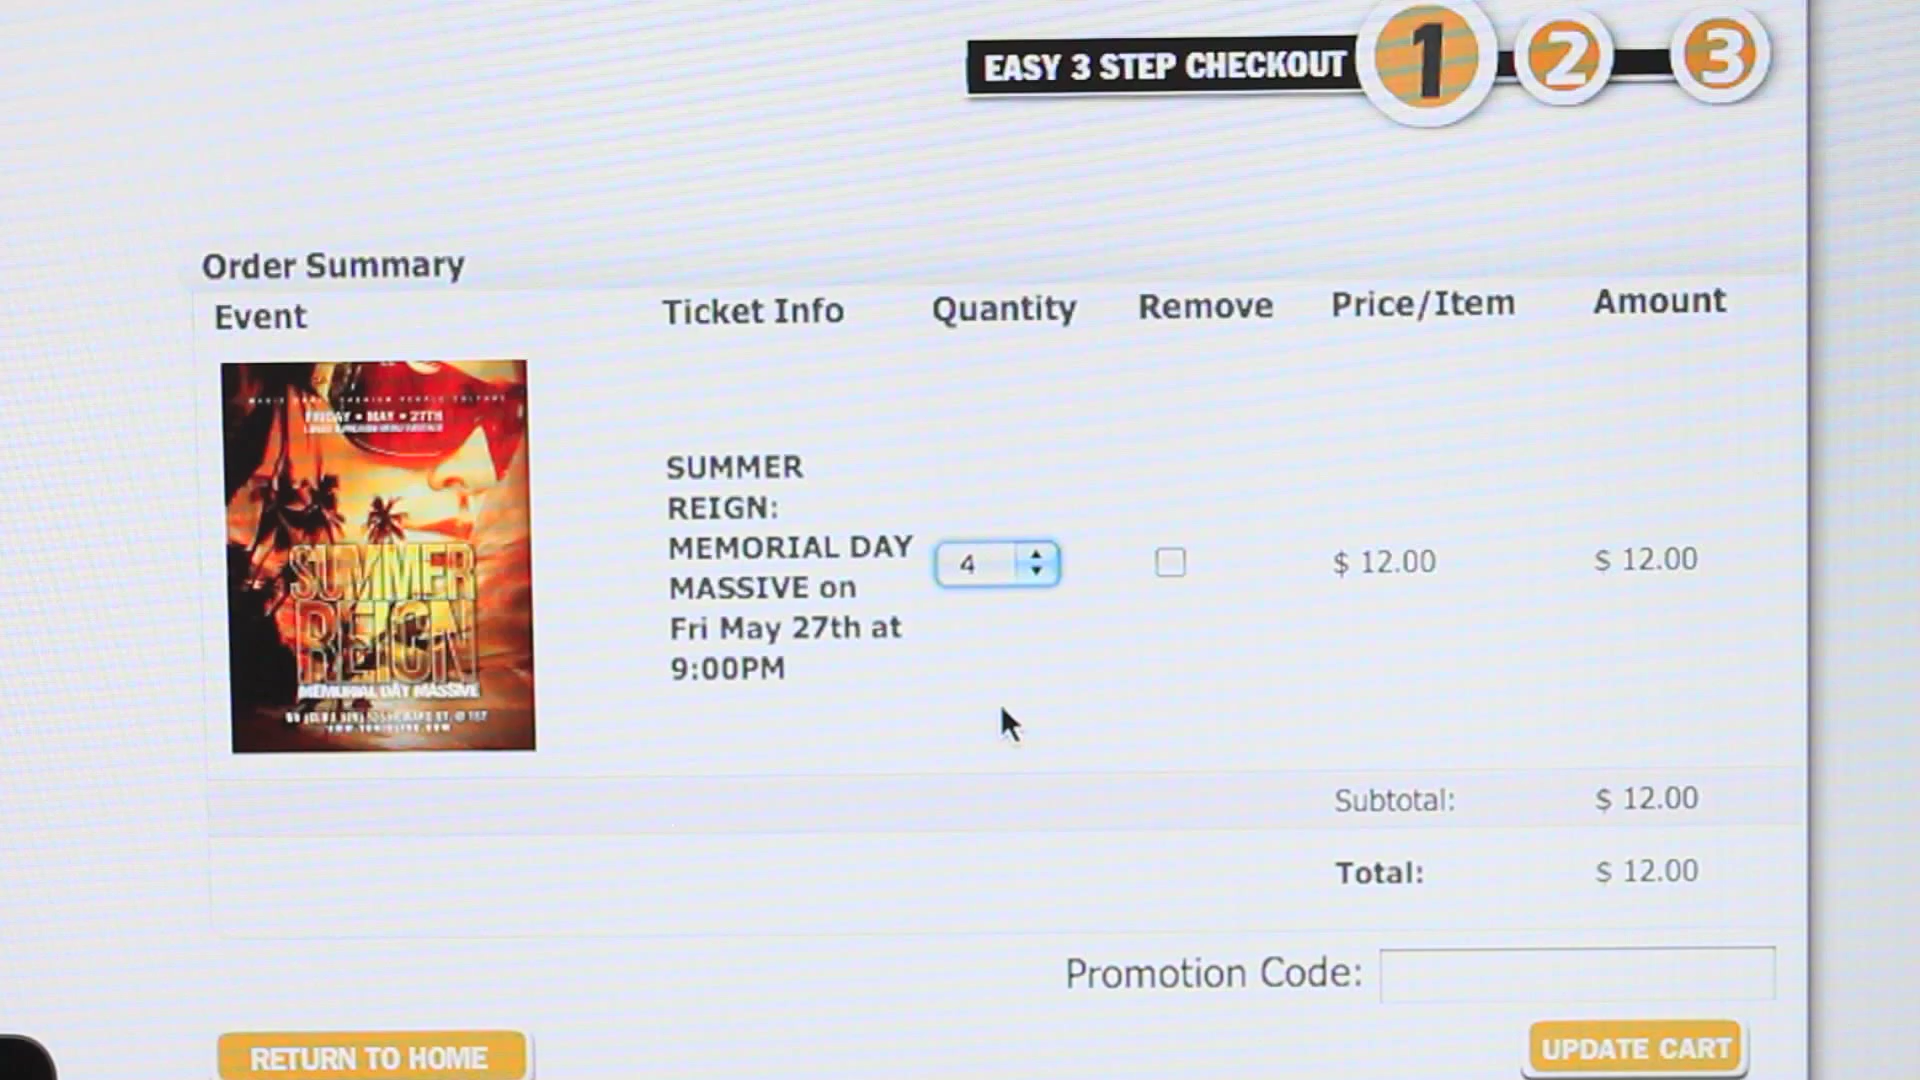 EASY 3 STEP CHECKOUT 1 2 3
Order Summary
Event Ticket Info Quantity Remove Price/Item Amount
FRIDAY • MAY • 27TH
SUMMER
REIGN
MEMORIAL DAY MASSIVE
SUMMER
REIGN:
MEMORIAL DAY
MASSIVE on
Fri May 27th at
9:00PM
4 $ 12.00 $ 12.00
Subtotal: $ 12.00
Total: $ 12.00
Promotion Code:
RETURN TO HOME UPDATE CART